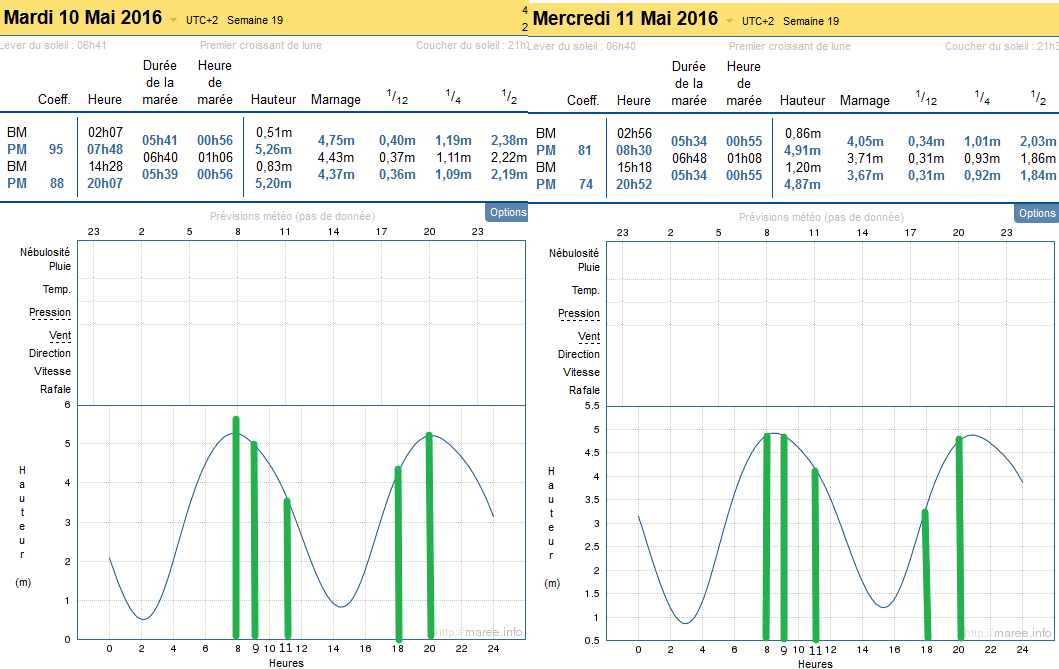 Mardi 10 Mai 2016 UTC+2 Semaine 19
4
2
Lever du soleil : 06h41 Premier croissant de lune Coucher du soleil : 21h
Durée Heure
de la de
Coeff. Heure marée marée Hauteur Marnage 1/12 1/4 1/2
BM 02h07 0,51m
05h41 00h56 4,75m 0,40m 1,19m 2,38m
PM 95 07h48 5,26m
06h40 01h06 4,43m 0,37m 1,11m 2,22m
BM 14h28 0,83m
05h39 00h56 4,37m 0,36m 1,09m 2,19m
PM 88 20h07 5,20m
Options
Prévisions météo (pas de donnée)
23 2 5 8 11 14 17 20 23
Nébulosité
Pluie
Temp.
Pression
Vent
Direction
Vitesse
Rafale
6
5
4
3
2
1
0
Hauteur
(m)
http://maree.info
0 2 4 6 8 9 10 11 12 14 16 18 20 22 24
Heures
Mercredi 11 Mai 2016 UTC+2 Semaine 19
Lever du soleil : 06h40 Premier croissant de lune Coucher du soleil : 21h3
Durée Heure
de la de
Coeff. Heure marée marée Hauteur Marnage 1/12 1/4 1/2
BM 02h56 0,86m
05h34 00h55 4,05m 0,34m 1,01m 2,03m
PM 81 08h30 4,91m
06h48 01h08 3,71m 0,31m 0,93m 1,86m
BM 15h18 1,20m
05h34 00h55 3,67m 0,31m 0,92m 1,84m
PM 74 20h52 4,87m
Options
Prévisions météo (pas de donnée)
23 2 5 8 11 14 17 20 23
Nébulosité
Pluie
Temp.
Pression
Vent
Direction
Vitesse
Rafale
5.5
5
4.5
4
3.5
3
2.5
2
1.5
1
0.5
Hauteur
(m)
http://maree.info
0 2 4 6 8 9 10 11 12 14 16 18 20 22 24
Heures